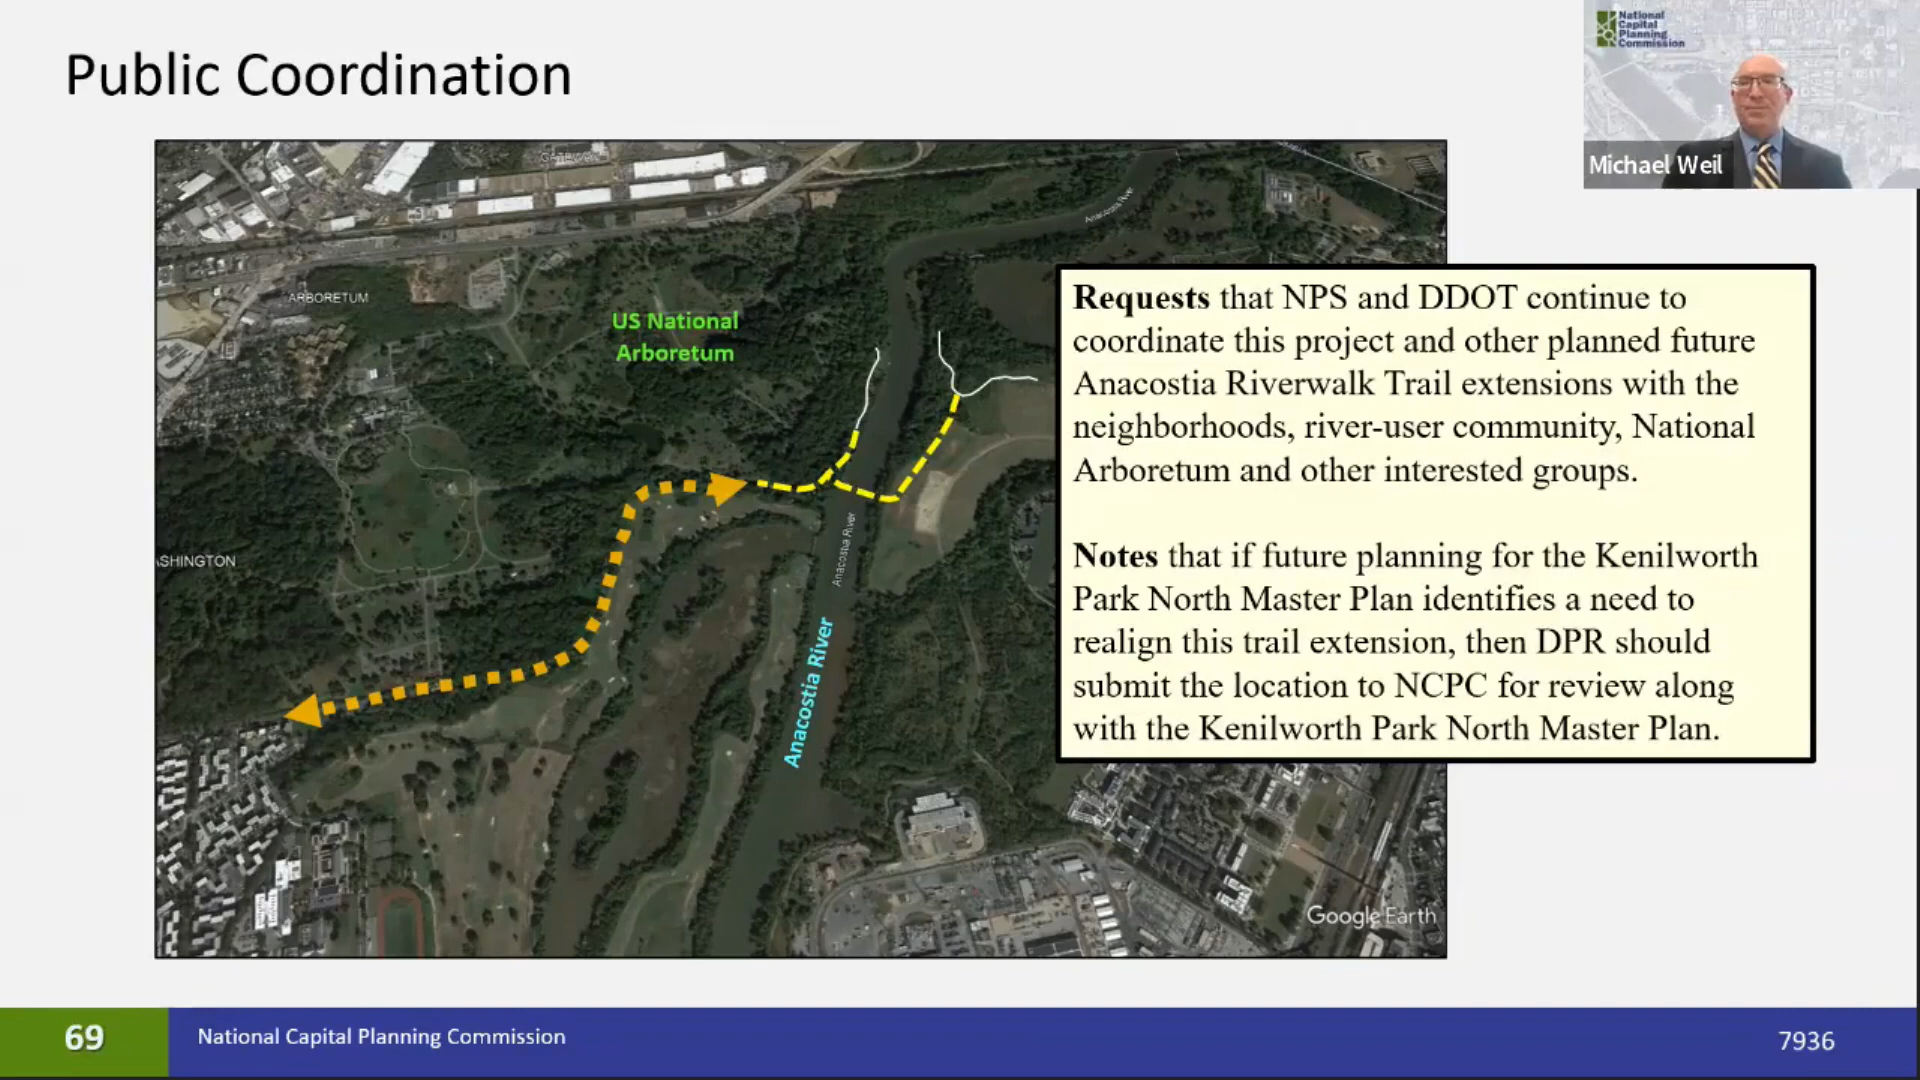 Public Coordination
National
Capital
Planning
Commission
Michael Weil
GATEWAY
Anacostia River
ARBORETUM
US National
Arboretum
ASHINGTON
Anacostia River
Anacostia River
Requests that NPS and DDOT continue to
coordinate this project and other planned future
Anacostia Riverwalk Trail extensions with the
neighborhoods, river-user community, National
Arboretum and other interested groups.
Notes that if future planning for the Kenilworth
Park North Master Plan identifies a need to
realign this trail extension, then DPR should
submit the location to NCPC for review along
with the Kenilworth Park North Master Plan.
Google Earth
69
National Capital Planning Commission
7936